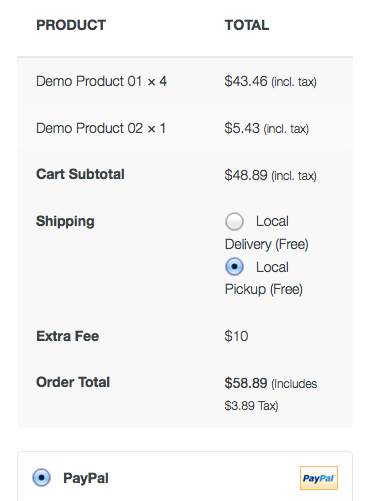 PRODUCT TOTAL
Demo Product 01 × 4 $43.46 (incl. tax)
Demo Product 02 × 1 $5.43 (incl. tax)
Cart Subtotal $48.89 (incl. tax)
Shipping Local
Delivery (Free)
Local
Pickup (Free)
Extra Fee $10
Order Total $58.89 (Includes
$3.89 Tax)
PayPal PayPal